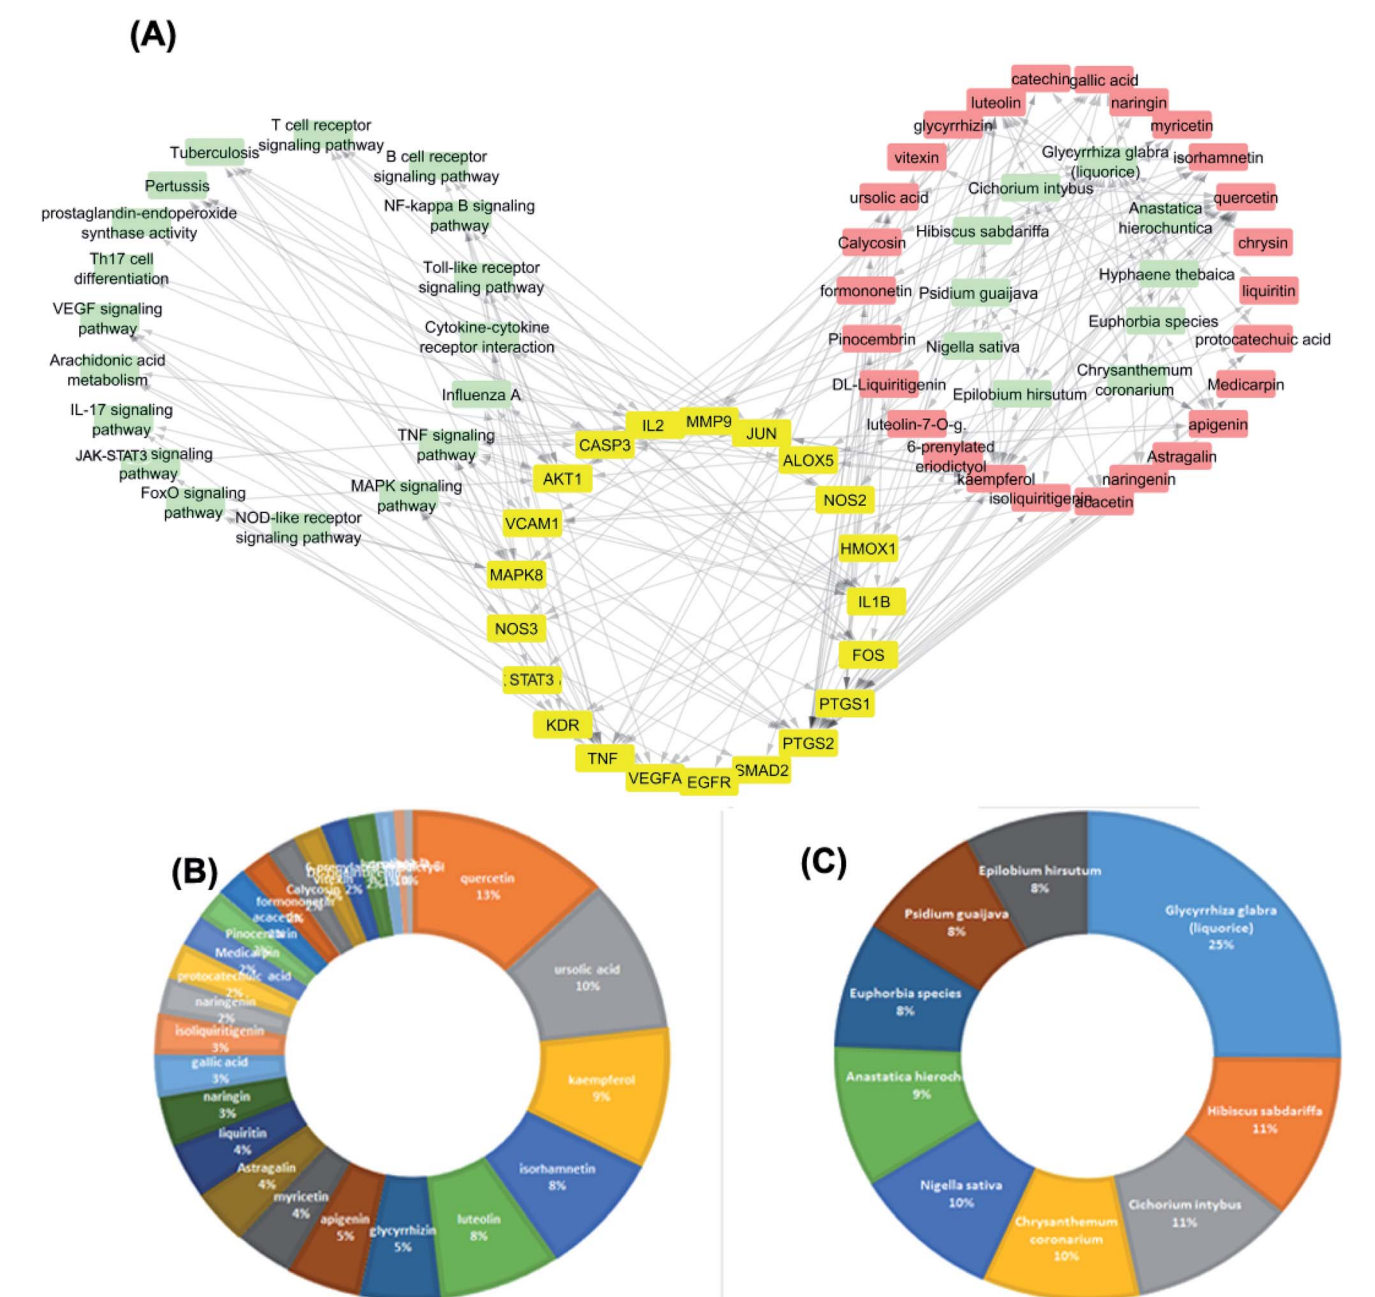 (A)
T cell receptor
signaling pathway
Tuberculosis
B cell receptor
signaling pathway
Pertussis
NF-kappa B signaling
pathway
prostaglandin-endoperoxide
synthase activity
Th17 cell
differentiation
Toll-like receptor
signaling pathway
VEGF signaling
pathway
Cytokine-cytokine
receptor interaction
Arachidonic acid
metabolism
Influenza A
IL-17 signaling
pathway
TNF signaling
pathway
JAK-STAT3 signaling
pathway
FoxO signaling
pathway
MAPK signaling
pathway
NOD-like receptor
signaling pathway
catechin
gallic acid
luteolin
naringin
glycyrrhizin
myricetin
vitexin
Glycyrrhiza glabra
(liquorice)
isorhamnetin
Cichorium intybus
ursolic acid
quercetin
Anastatica
hierochuntica
Hibiscus sabdariffa
Calycosin
chrysin
Hyphaene thebaica
formononetin
Psidium guaijava
liquiritin
Euphorbia species
Pinocembrin
Nigella sativa
protocatechuic acid
Chrysanthemum
coronarium
DL-Liquiritigenin
Epilobium hirsutum
Medicarpin
luteolin-7-O-g.
apigenin
6-prenylated
eriodictyol
Astragalin
kaempferol
naringenin
isoliquiritigenin
acacetin
IL2
MMP9
JUN
CASP3
ALOX5
AKT1
NOS2
VCAM1
HMOX1
MAPK8
IL1B
NOS3
FOS
STAT3
PTGS1
KDR
PTGS2
TNF
SMAD2
VEGFA
EGFR
(B)
quercetin
13%
ursolic acid
10%
kaempferol
9%
isorhamnetin
8%
luteolin
8%
glycyrrhizin
5%
apigenin
5%
myricetin
4%
Astragalin
4%
liquiritin
4%
naringin
3%
gallic acid
3%
isoliquiritigenin
3%
naringenin
2%
protocatechuic acid
2%
Medicarpin
2%
Pinocembrin
acacetin
formononetin
Calycosin
2%
vitexin
2%
(C)
Glycyrrhiza glabra
(liquorice)
25%
Hibiscus sabdariffa
11%
Cichorium intybus
11%
Chrysanthemum
coronarium
10%
Nigella sativa
10%
Anastatica hieroch
9%
Euphorbia species
8%
Psidium guaijava
8%
Epilobium hirsutum
8%